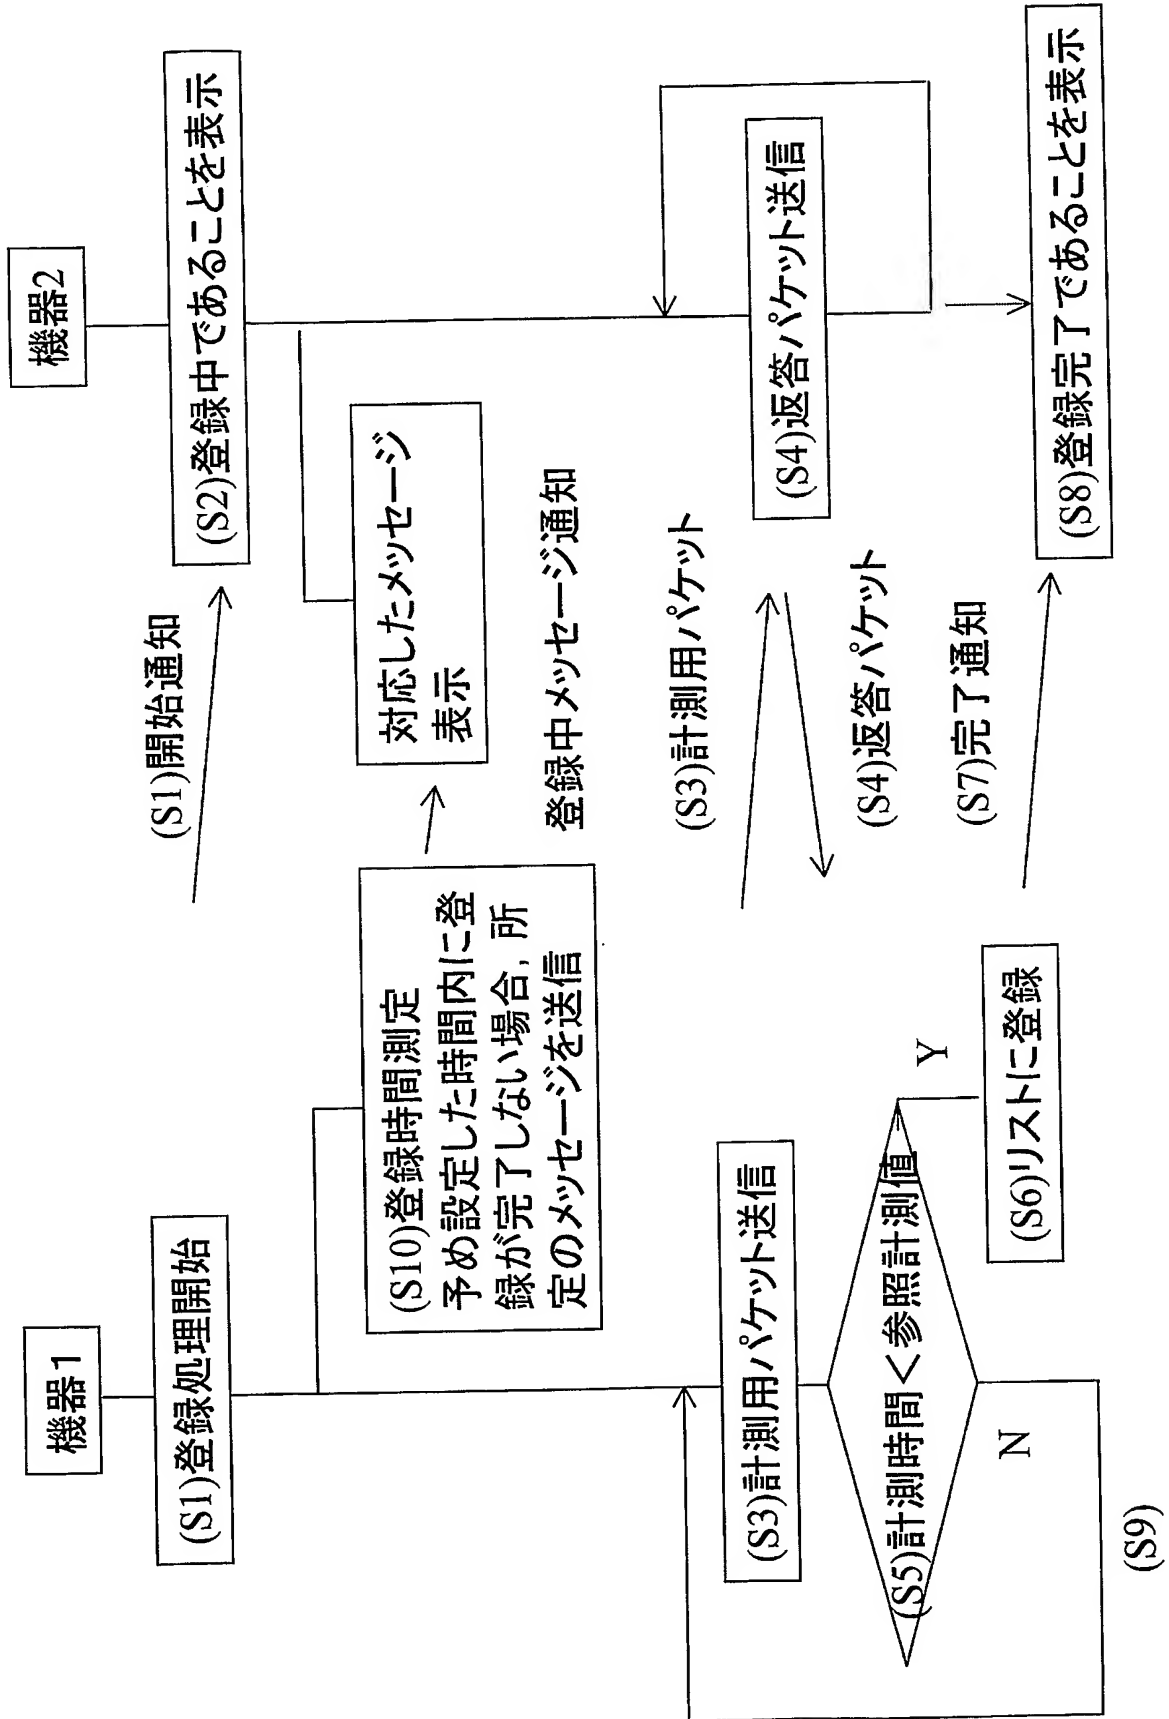 機器1
(S1)登録処理開始
(S10)登録時間測定
予め設定した時間内に登
録が完了しない場合, 所
定のメッセージを送信
(S3)計測用パケット送信
(S5)計測時間<参照計測値
Y
N
(S6)リストに登録
(S9)
(S1)開始通知
登録中メッセージ通知
(S3)計測用パケット
(S4)返答パケット
(S7)完了通知
機器2
(S2)登録中であることを表示
対応したメッセージ
表示
(S4)返答パケット送信
(S8)登録完了であることを表示